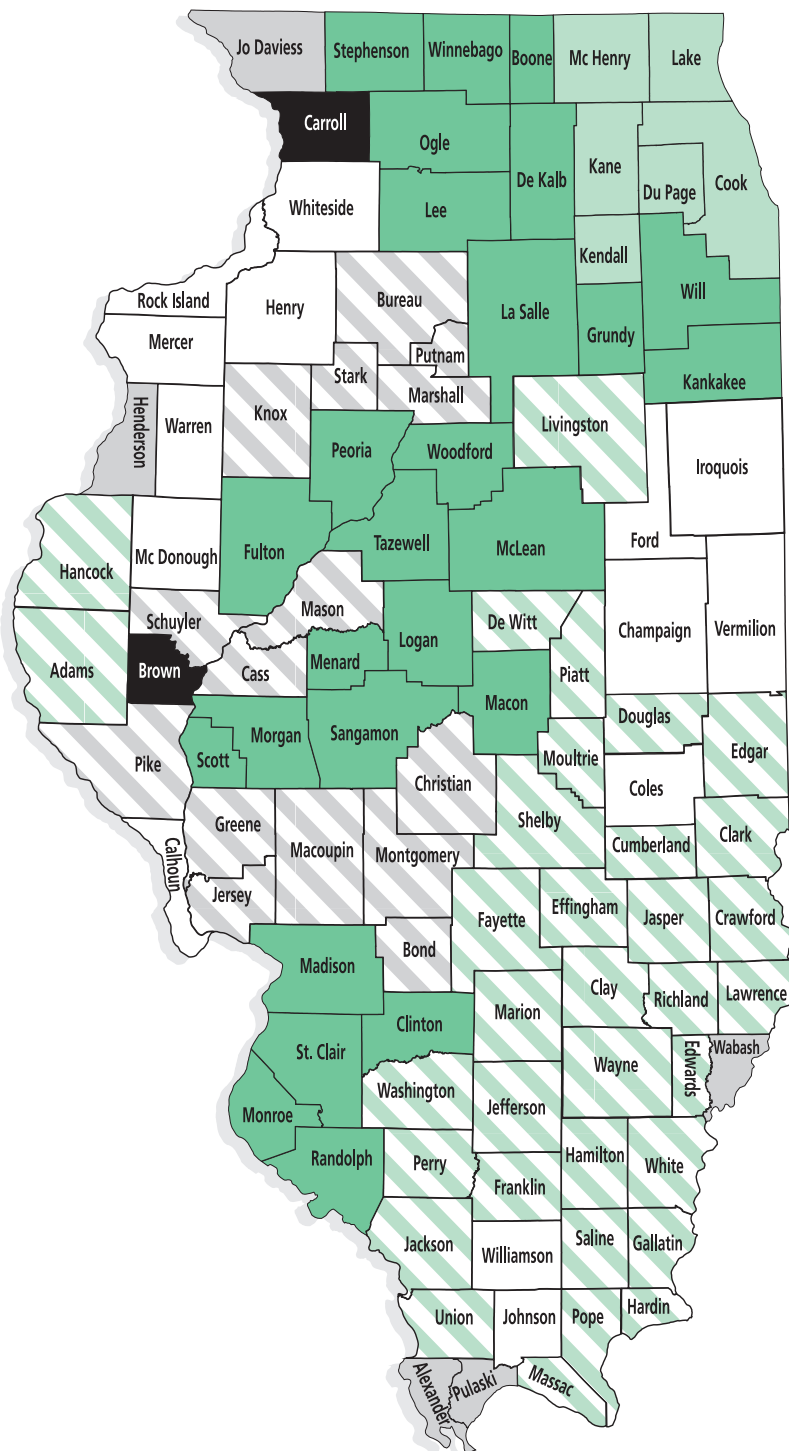 Jo Daviess
Stephenson
Winnebago
Boone
Mc Henry
Lake
Carroll
Ogle
De Kalb
Kane
Du Page
Cook
Whiteside
Lee
Kendall
Rock Island
Henry
Bureau
La Salle
Grundy
Will
Mercer
Putnam
Stark
Marshall
Kankakee
Henderson
Warren
Knox
Peoria
Woodford
Livingston
Iroquois
Hancock
Mc Donough
Fulton
Tazewell
McLean
Ford
Schuyler
Mason
Logan
De Witt
Champaign
Vermilion
Adams
Brown
Cass
Menard
Piatt
Macon
Pike
Scott
Morgan
Sangamon
Christian
Moultrie
Douglas
Edgar
Coles
Calhoun
Greene
Macoupin
Montgomery
Shelby
Cumberland
Clark
Jersey
Bond
Fayette
Effingham
Jasper
Crawford
Madison
Clinton
Marion
Clay
Richland
Lawrence
St. Clair
Washington
Jefferson
Wayne
Edwards
Wabash
Monroe
Randolph
Perry
Franklin
Hamilton
White
Jackson
Williamson
Saline
Gallatin
Union
Johnson
Pope
Hardin
Alexander
Pulaski
Massac